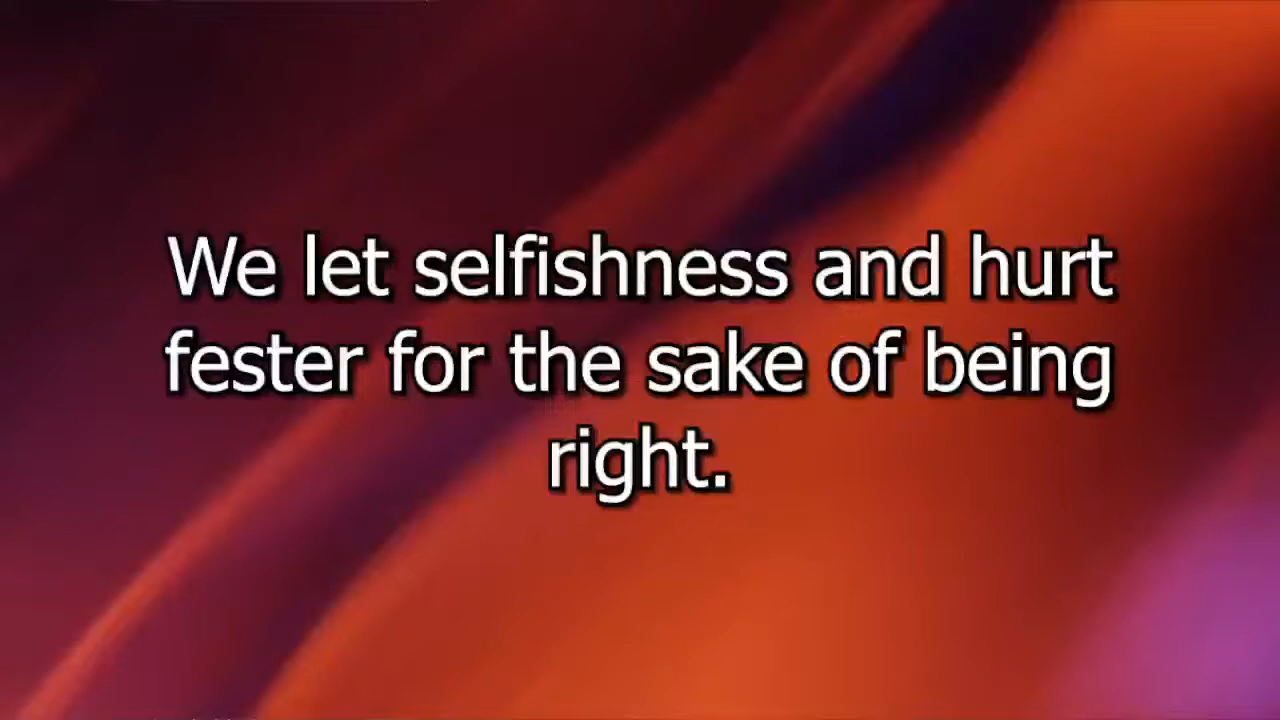 We let selfishness and hurt
fester for the sake of being
right.